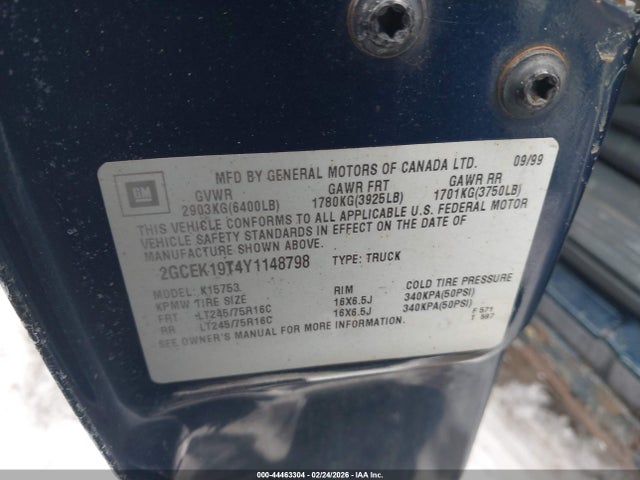 GM
MFD BY GENERAL MOTORS OF CANADA LTD. 09/99
GVWR GAWR FRT GAWR RR
2903KG(6400LB) 1780KG(3925LB) 1701KG(3750LB)
THIS VEHICLE CONFORMS TO ALL APPLICABLE U.S. FEDERAL MOTOR
VEHICLE SAFETY STANDARDS IN EFFECT ON THE DATE OF
MANUFACTURE SHOWN ABOVE.
2GCEK19T4Y1148798 TYPE: TRUCK
MODEL: K15753
KPMW TIRE SIZE RIM COLD TIRE PRESSURE
FRT LT245/75R16C 16X6.5J 340KPA(50PSI)
RR LT245/75R16C 16X6.5J 340KPA(50PSI)
SEE OWNER'S MANUAL FOR MORE INFORMATION.
F 571
T 597
000-44463304 - 02/24/2026 - IAA Inc.